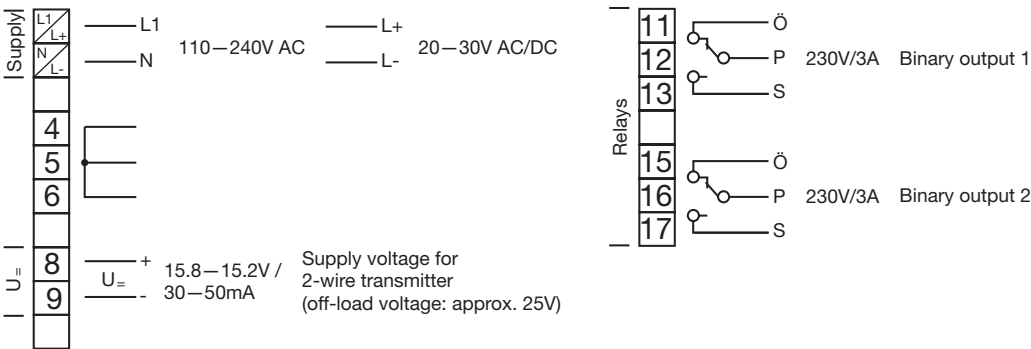 Supply
L1
L+
N
L-
L1
N
110–240V AC
L+
L-
20–30V AC/DC
4
5
6
U=
8
9
+
U=
-
15.8–15.2V /
30–50mA
Supply voltage for
2-wire transmitter
(off-load voltage: approx. 25V)
Relays
11
12
13
15
16
17
Ö
P
S
230V/3A
Binary output 1
Ö
P
S
230V/3A
Binary output 2